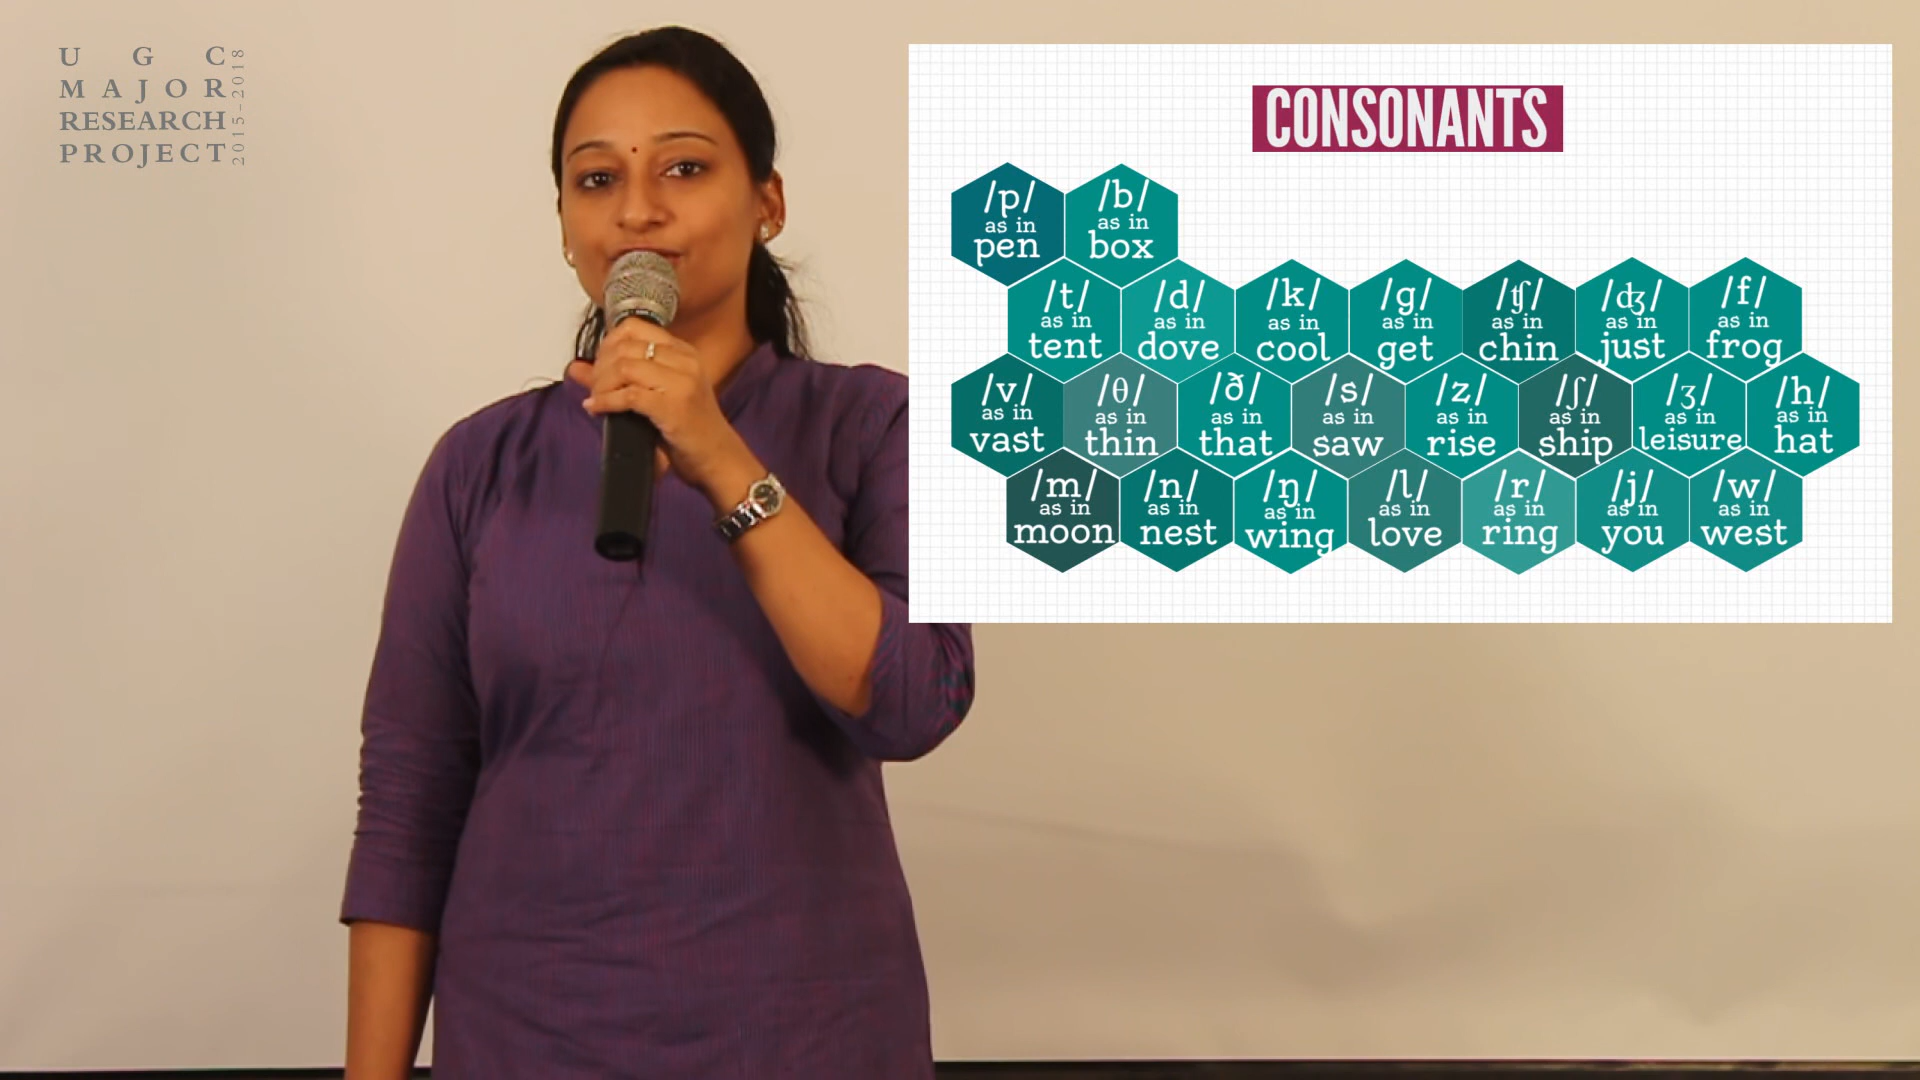 U G C
MAJOR
RESEARCH
PROJECT
2015-2018
CONSONANTS
/p/ as in pen
/b/ as in box
/t/ as in tent
/d/ as in dove
/k/ as in cool
/g/ as in get
/ʧ/ as in chin
/ʤ/ as in just
/f/ as in frog
/v/ as in vast
/θ/ as in thin
/ð/ as in that
/s/ as in saw
/z/ as in rise
/ʃ/ as in ship
/ʒ/ as in leisure
/h/ as in hat
/m/ as in moon
/n/ as in nest
/ŋ/ as in wing
/l/ as in love
/r/ as in ring
/j/ as in you
/w/ as in west